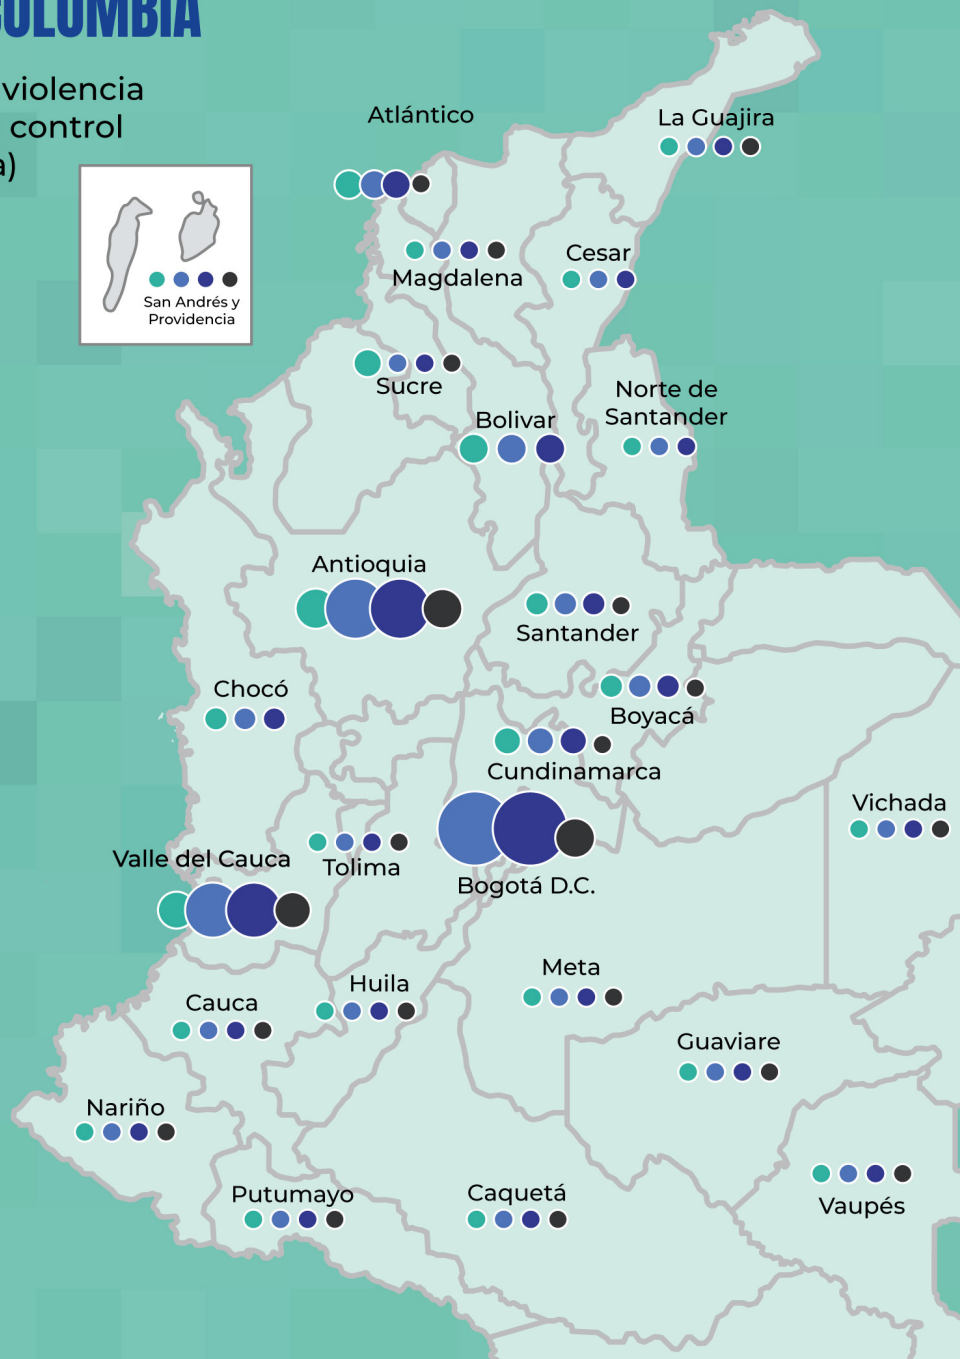 COLOMBIA
violencia
control
a)
Atlántico
La Guajira
San Andrés y
Providencia
Magdalena
Cesar
Sucre
Norte de
Santander
Bolivar
Antioquia
Santander
Chocó
Boyacá
Cundinamarca
Vichada
Valle del Cauca
Tolima
Bogotá D.C.
Meta
Huila
Cauca
Guaviare
Nariño
Putumayo
Caquetá
Vaupés